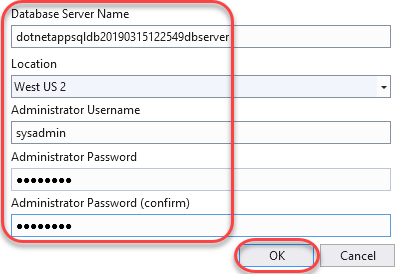 Database Server Name
dotnetappsqldb20190315122549dbserver
Location
West US 2
Administrator Username
sysadmin
Administrator Password
●●●●●●●●
Administrator Password (confirm)
●●●●●●●●
OK
Cancel